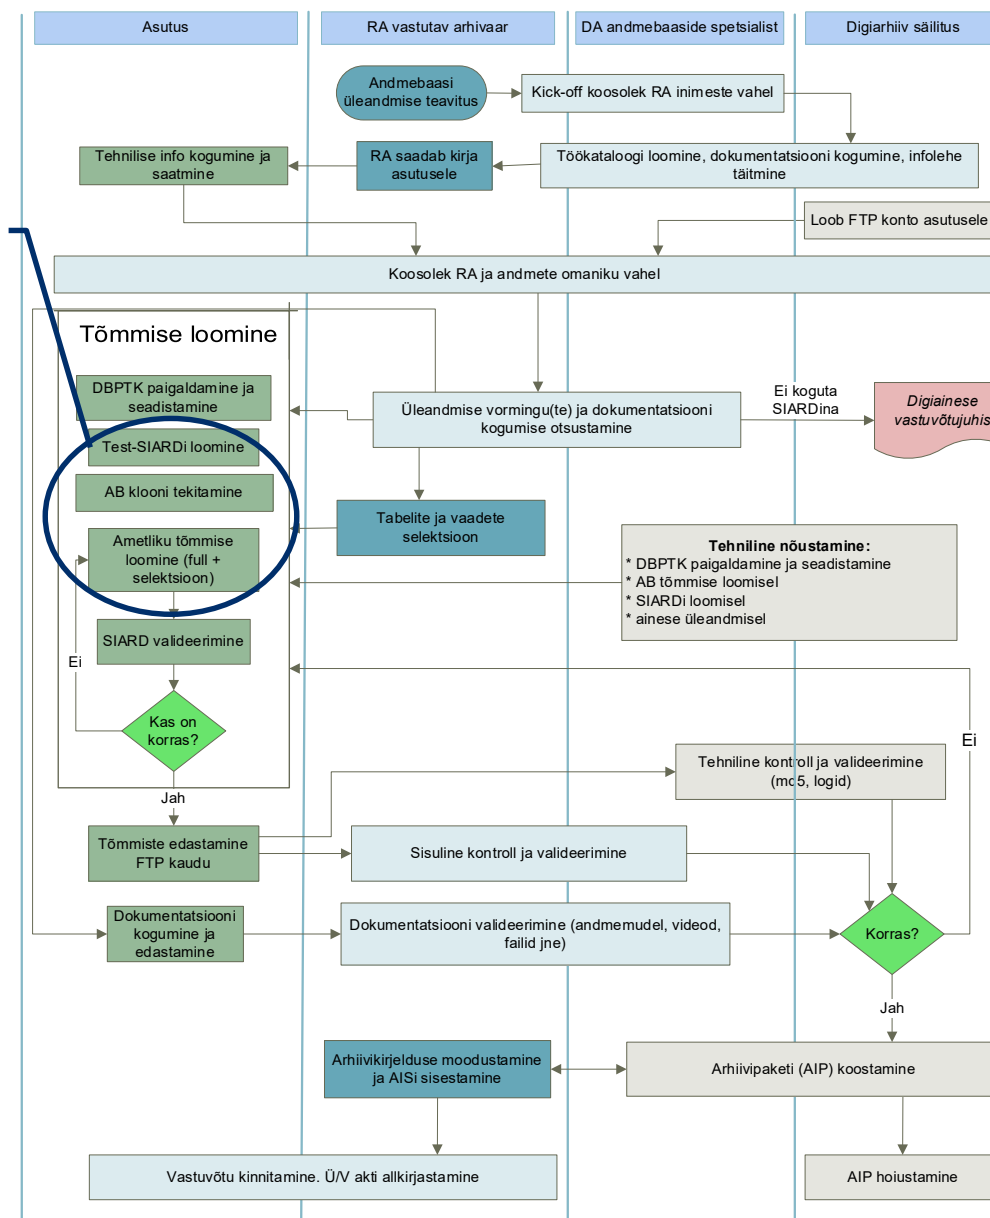 Asutus
RA vastutav arhivaar
DA andmebaaside spetsialist
Digiarhiiv säilitus
Andmebaasi
üleandmise teavitus
Kick-off koosolek RA inimeste vahel
Tehnilise info kogumine ja
saatmine
RA saadab kirja
asutusele
Töökataloogi loomine, dokumentatsiooni kogumine, infolehe
täitmine
Loob FTP konto asutusele
Koosolek RA ja andmete omaniku vahel
Tõmmise loomine
DBPTK paigaldamine ja
seadistamine
Üleandmise vormingu(te) ja dokumentatsiooni
kogumise otsustamine
Ei koguta
SIARDina
Digiainese
vastuvõtujuhis
Test-SIARDi loomine
AB klooni tekitamine
Tabelite ja vaadete
selektsioon
Ametliku tõmmise
loomine (full +
selektsioon)
Tehniline nõustamine:
* DBPTK paigaldamine ja seadistamine
* AB tõmmise loomisel
* SIARDi loomisel
* ainese üleandmisel
SIARD valideerimine
Ei
Kas on
korras?
Ei
Jah
Tehniline kontroll ja valideerimine
(md5, logid)
Tõmmiste edastamine
FTP kaudu
Sisuline kontroll ja valideerimine
Dokumentatsiooni
kogumine ja
edastamine
Dokumentatsiooni valideerimine (andmemudel, videod,
failid jne)
Korras?
Jah
Arhiivikirjelduse moodustamine
ja AISi sisestamine
Arhiivipaketi (AIP) koostamine
Vastuvõtu kinnitamine. Ü/V akti allkirjastamine
AIP hoiustamine